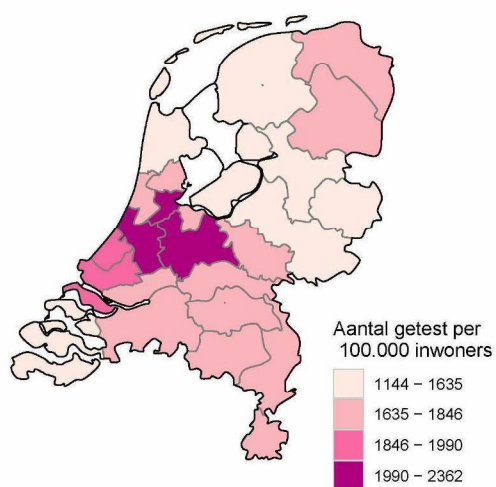 Aantal getest per
100.000 inwoners
1144 – 1635
1635 – 1846
1846 – 1990
1990 – 2362